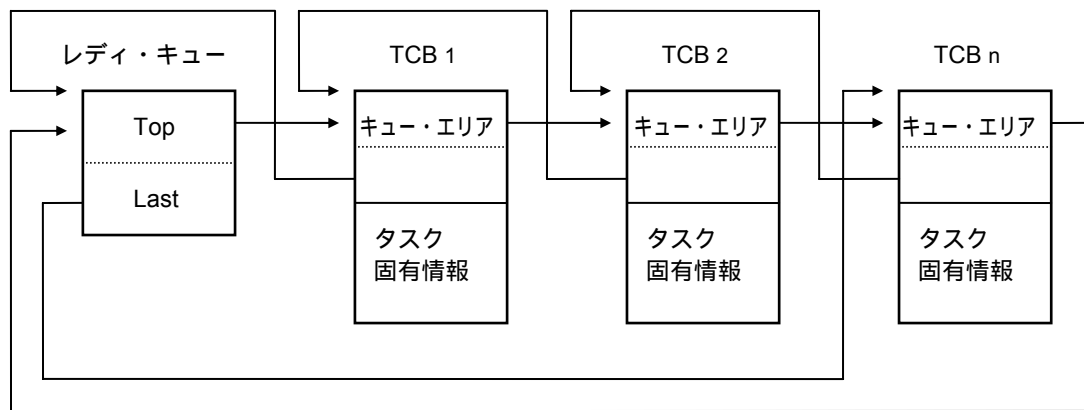 レディ・キュー
TCB 1
TCB 2
TCB n
Top
Last
キュー・エリア
タスク
固有情報
キュー・エリア
タスク
固有情報
キュー・エリア
タスク
固有情報